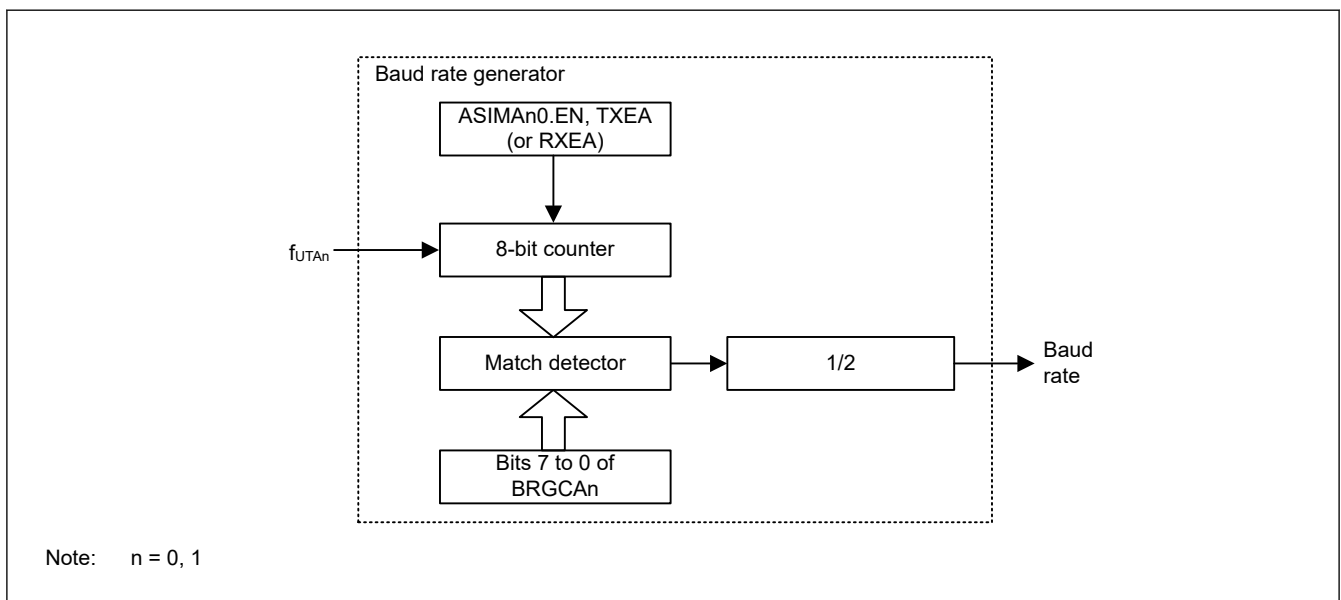 Baud rate generator
ASIMAn0.EN, TXEA
(or RXEA)
fUTAn
8-bit counter
Match detector
1/2
Baud
rate
Bits 7 to 0 of
BRGCAn
Note: n = 0, 1